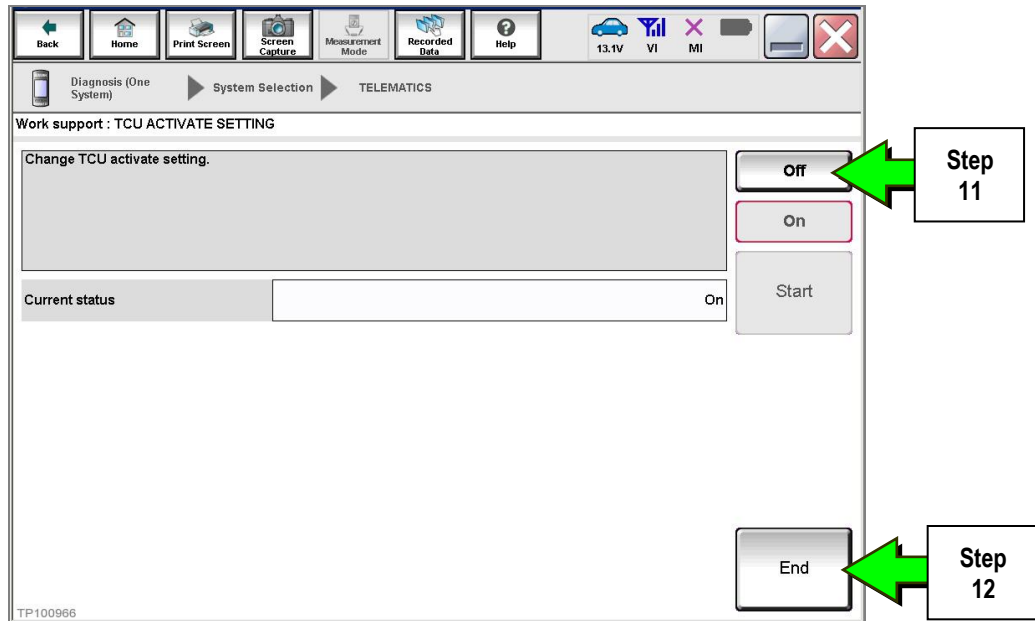 Back
Home
Print Screen
Screen
Capture
Measurement
Mode
Recorded
Data
Help
13.1V
VI
MI
Diagnosis (One
System)
System Selection
TELEMATICS
Work support : TCU ACTIVATE SETTING
Change TCU activate setting.
Off
Step
11
On
Current status
On
Start
End
Step
12
TP100966